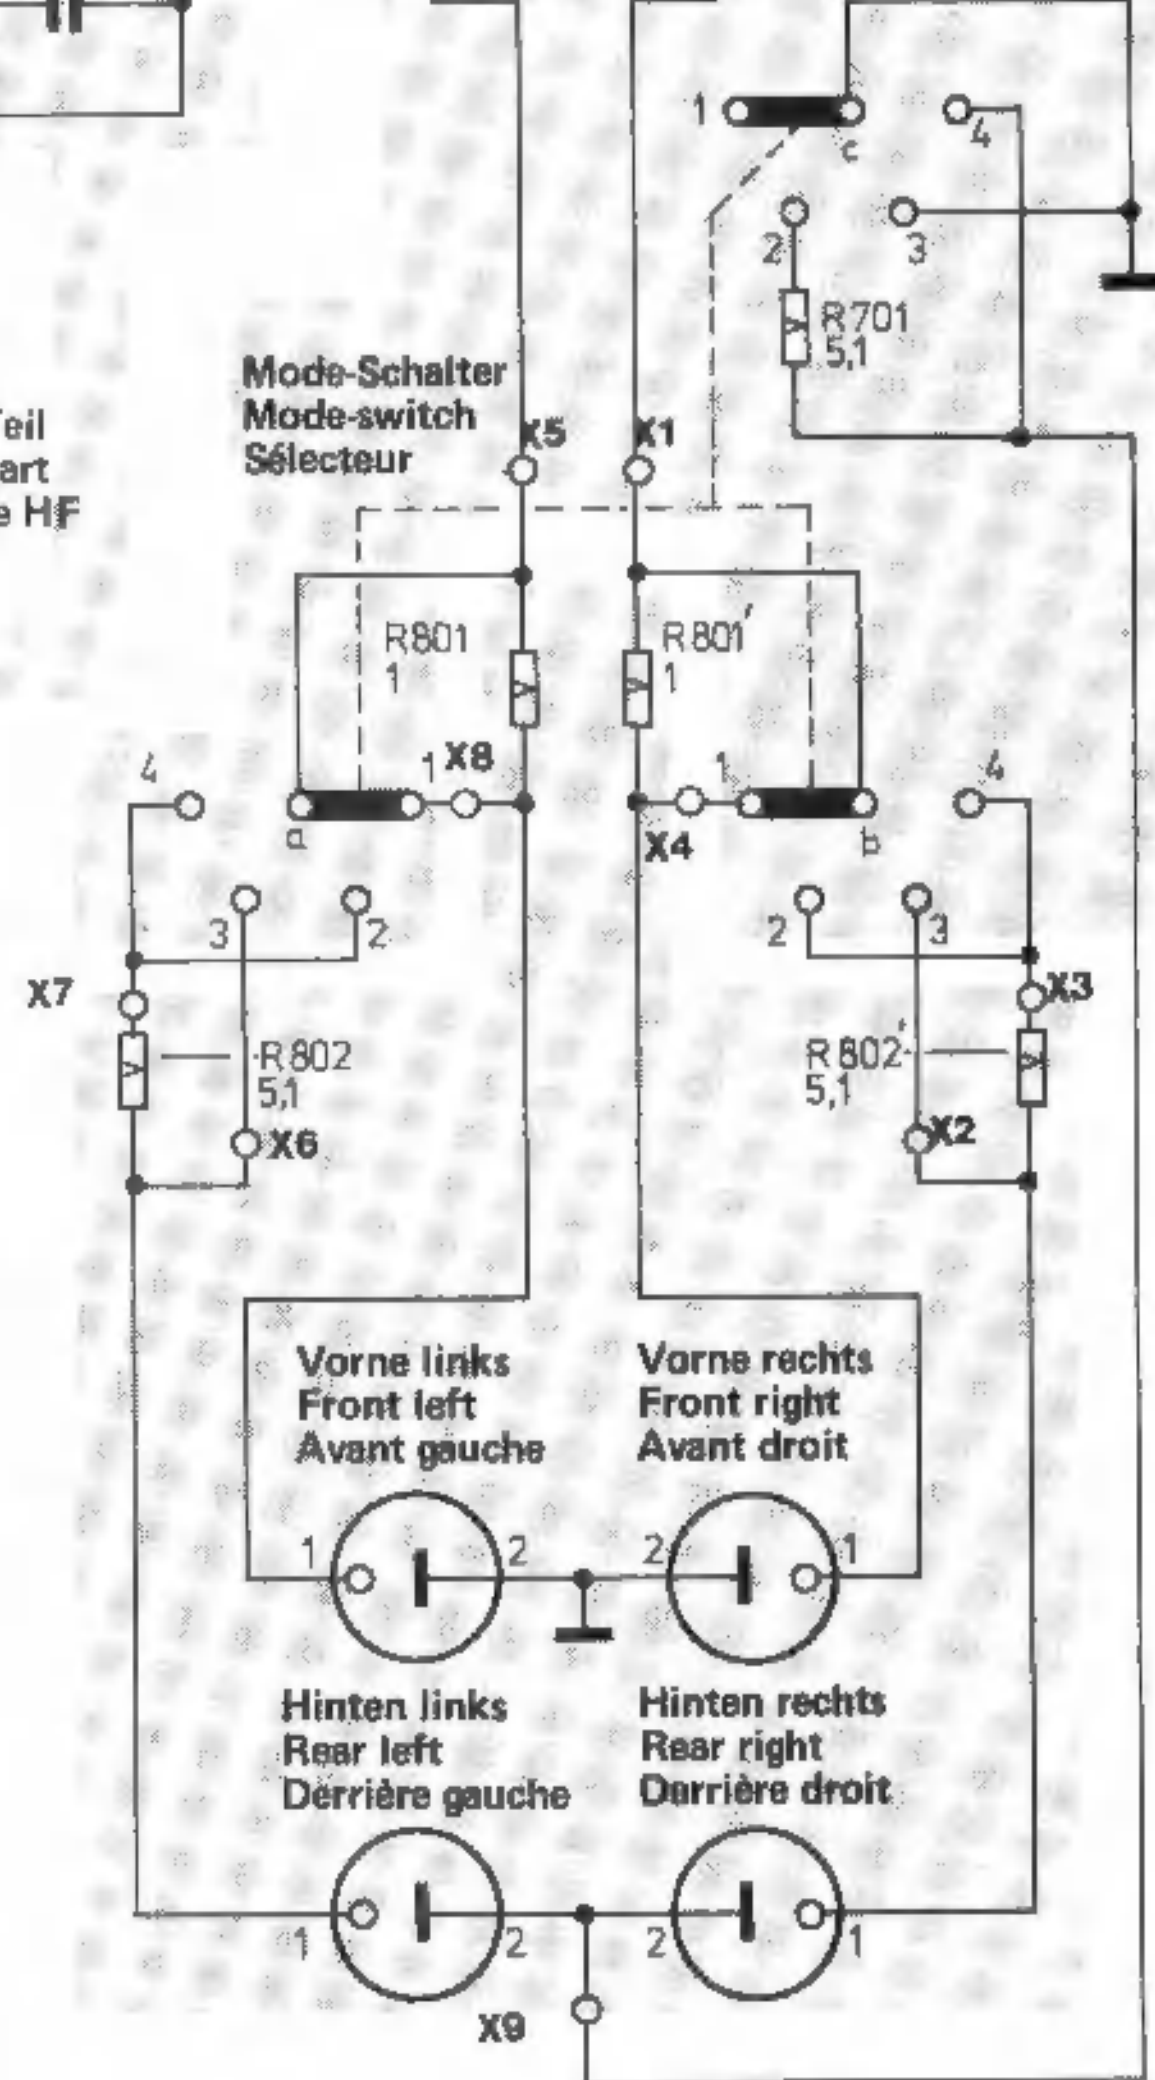 1
c
4
2
3
R701
5,1
Mode-Schalter
Mode-switch
Sélecteur
eil
art
e HF
X5
X1
R801
1
R801'
1
4
1
X8
1
4
a
X4
b
3
2
2
3
X7
X3
R802
5,1
R802'
5,1
X6
X2
Vorne links
Front left
Avant gauche
Vorne rechts
Front right
Avant droit
1
2
2
1
Hinten links
Rear left
Derrière gauche
Hinten rechts
Rear right
Derrière droit
1
2
2
1
X9